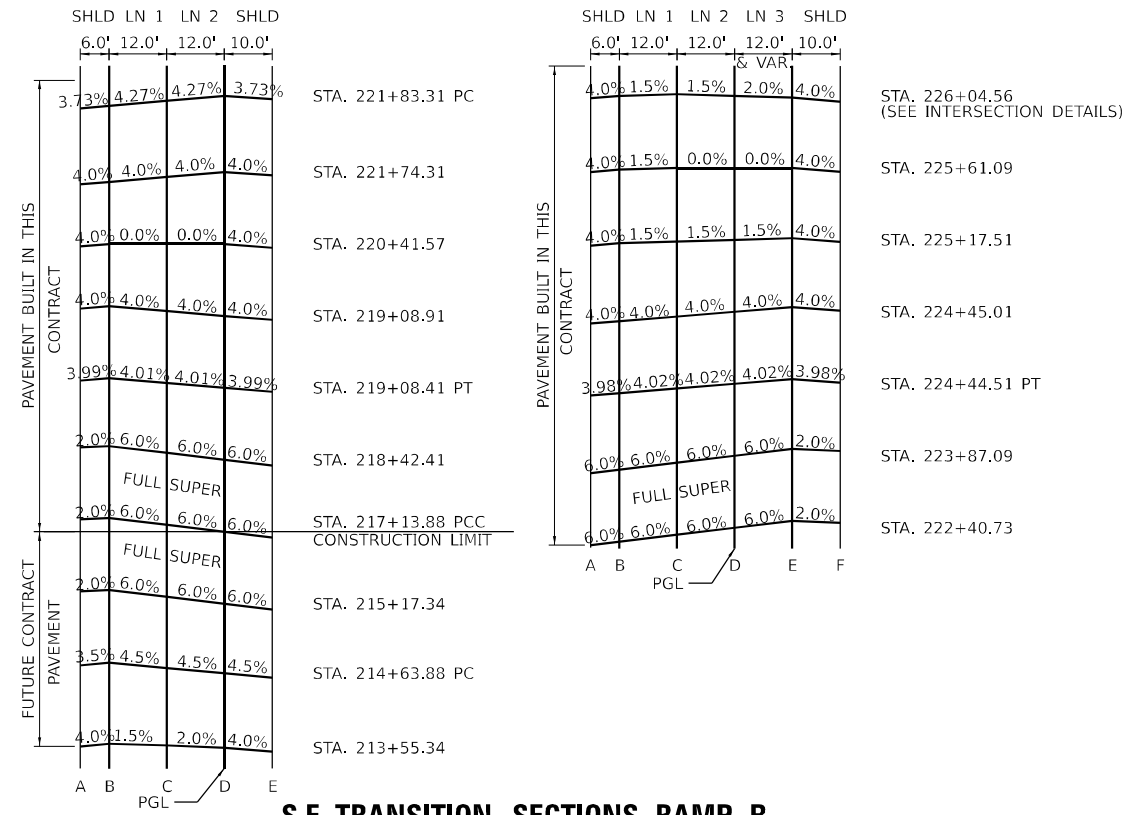 SHLD LN 1 LN 2 SHLD
6.0' 12.0' 12.0' 10.0'
3.73% 4.27% 4.27% 3.73% STA. 221+83.31 PC
4.0% 4.0% 4.0% 4.0% STA. 221+74.31
4.0% 0.0% 0.0% 4.0% STA. 220+41.57
4.0% 4.0% 4.0% 4.0% STA. 219+08.91
3.99% 4.01% 4.01% 3.99% STA. 219+08.41 PT
2.0% 6.0% 6.0% 6.0% STA. 218+42.41
FULL SUPER
2.0% 6.0% 6.0% 6.0% STA. 217+13.88 PCC
CONSTRUCTION LIMIT
FULL SUPER
2.0% 6.0% 6.0% 6.0% STA. 215+17.34
3.5% 4.5% 4.5% 4.5% STA. 214+63.88 PC
4.0% 1.5% 2.0% 4.0% STA. 213+55.34
A B C D E
PGL
PAVEMENT BUILT IN THIS
CONTRACT
FUTURE CONTRACT
PAVEMENT
SHLD LN 1 LN 2 LN 3 SHLD
6.0' 12.0' 12.0' 12.0' 10.0'
& VAR.
4.0% 1.5% 1.5% 2.0% 4.0% STA. 226+04.56
(SEE INTERSECTION DETAILS)
4.0% 1.5% 0.0% 0.0% 4.0% STA. 225+61.09
4.0% 1.5% 1.5% 1.5% 4.0% STA. 225+17.51
4.0% 4.0% 4.0% 4.0% 4.0% STA. 224+45.01
3.98% 4.02% 4.02% 4.02% 3.98% STA. 224+44.51 PT
6.0% 6.0% 6.0% 6.0% 2.0% STA. 223+87.09
FULL SUPER
6.0% 6.0% 6.0% 6.0% 2.0% STA. 222+40.73
A B C D E F
PGL
PAVEMENT BUILT IN THIS
CONTRACT
S.E. TRANSITION SECTIONS RAMP B